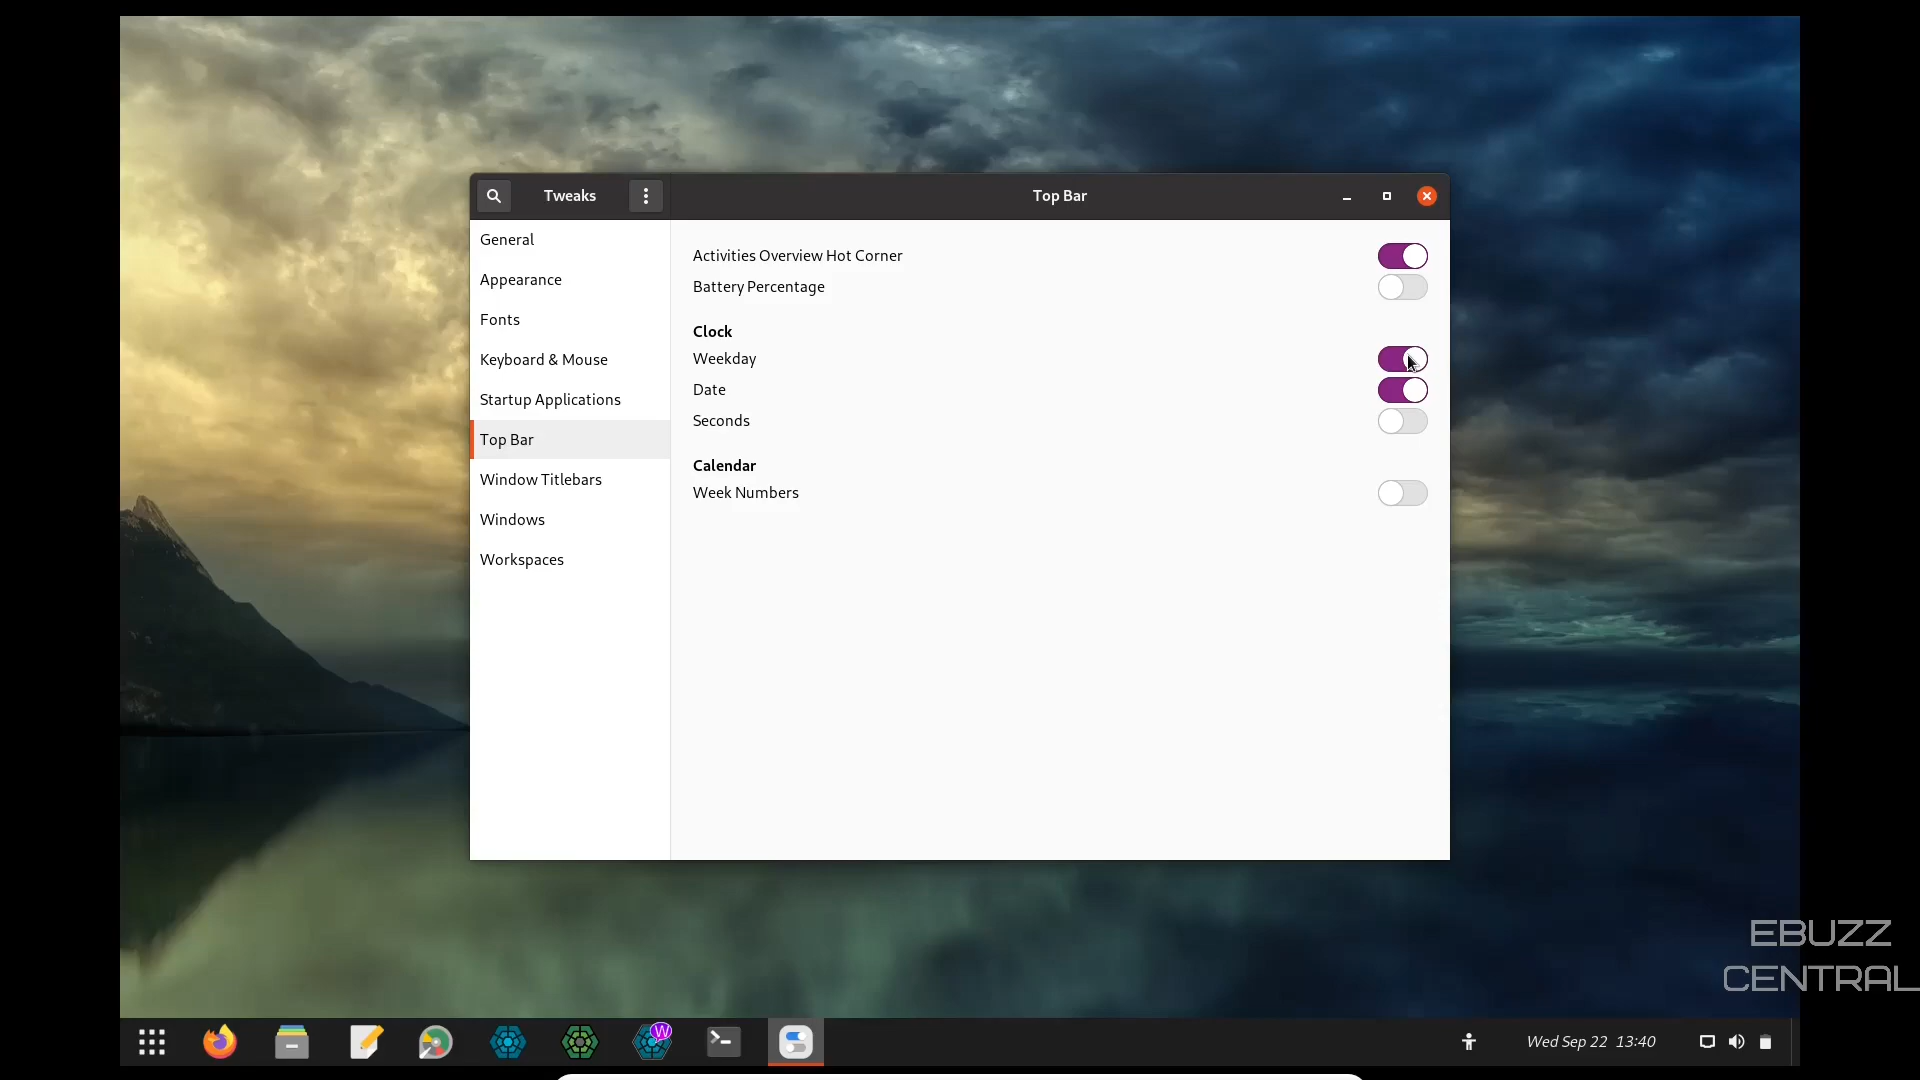 Tweaks
Top Bar
General
Appearance
Fonts
Keyboard & Mouse
Startup Applications
Top Bar
Window Titlebars
Windows
Workspaces
Activities Overview Hot Corner
Battery Percentage
Clock
Weekday
Date
Seconds
Calendar
Week Numbers
EBUZZ
CENTRAL
W
Wed Sep 22 13:40